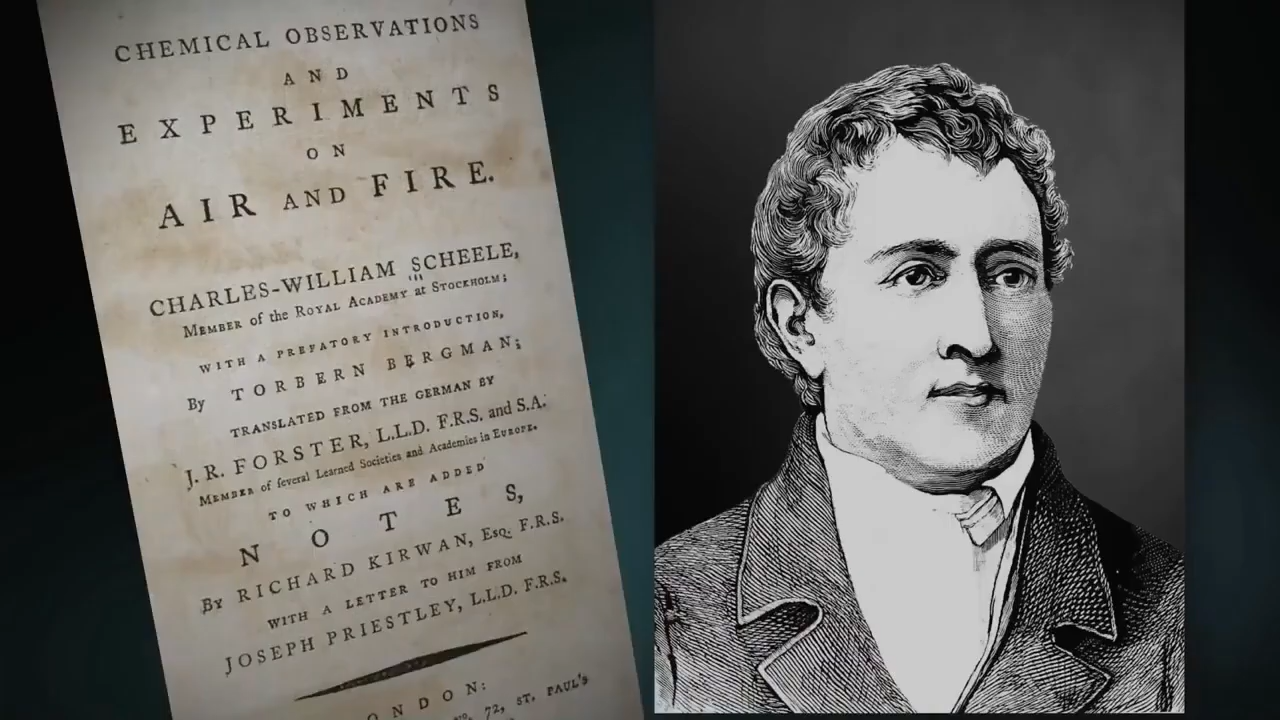 CHEMICAL OBSERVATIONS
AND
EXPERIMENTS
ON
AIR AND FIRE.
CHARLES-WILLIAM SCHEELE,
MEMBER of the ROYAL ACADEMY at STOCKHOLM;
WITH A PREFATORY INTRODUCTION,
By TORBERN BERGMAN;
TRANSLATED FROM THE GERMAN BY
J. R. FORSTER, L.L.D. F.R.S. and S.A.
MEMBER of ſeveral Learned Societies and Academies in EUROPE.
TO WHICH ARE ADDED
NOTES,
By RICHARD KIRWAN, Esq. F.R.S.
WITH A LETTER TO HIM FROM
JOSEPH PRIESTLEY, L.L.D. F.R.S.
ONDON:
72, ST. PAUL'S